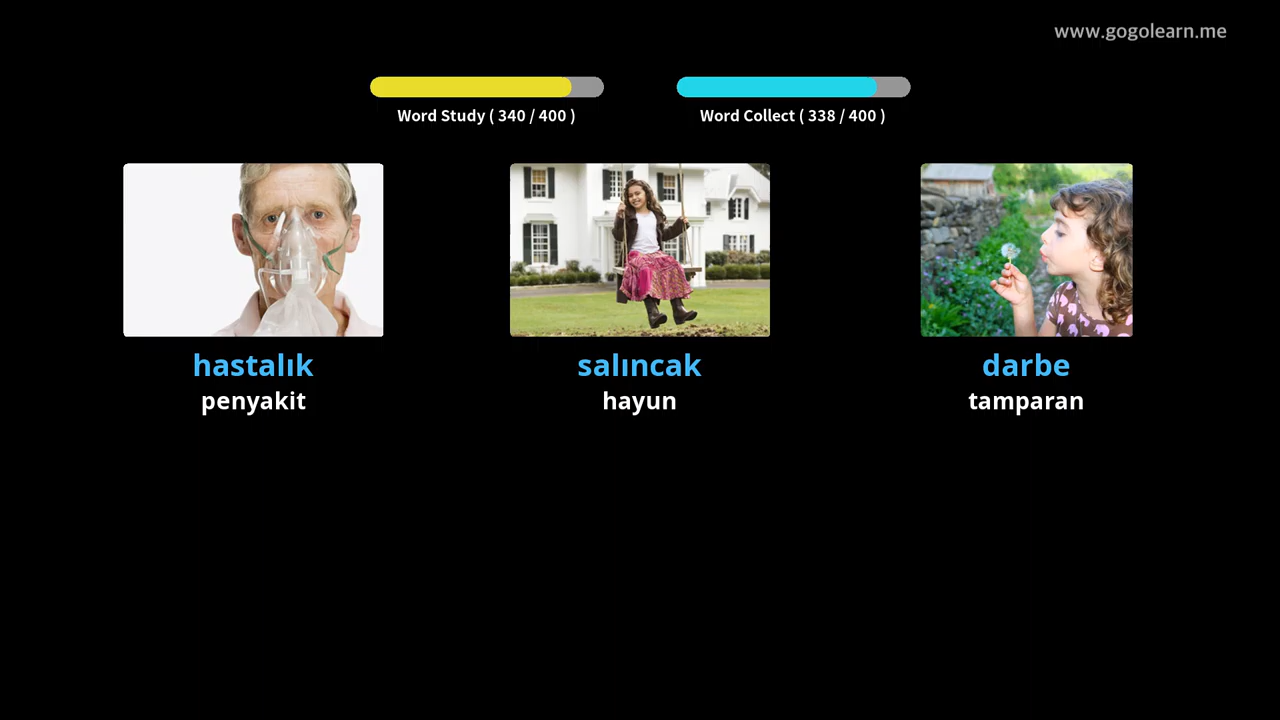 www.gogolearn.me
Word Study ( 340 / 400 )
Word Collect ( 338 / 400 )
hastalık
penyakit
salıncak
hayun
darbe
tamparan